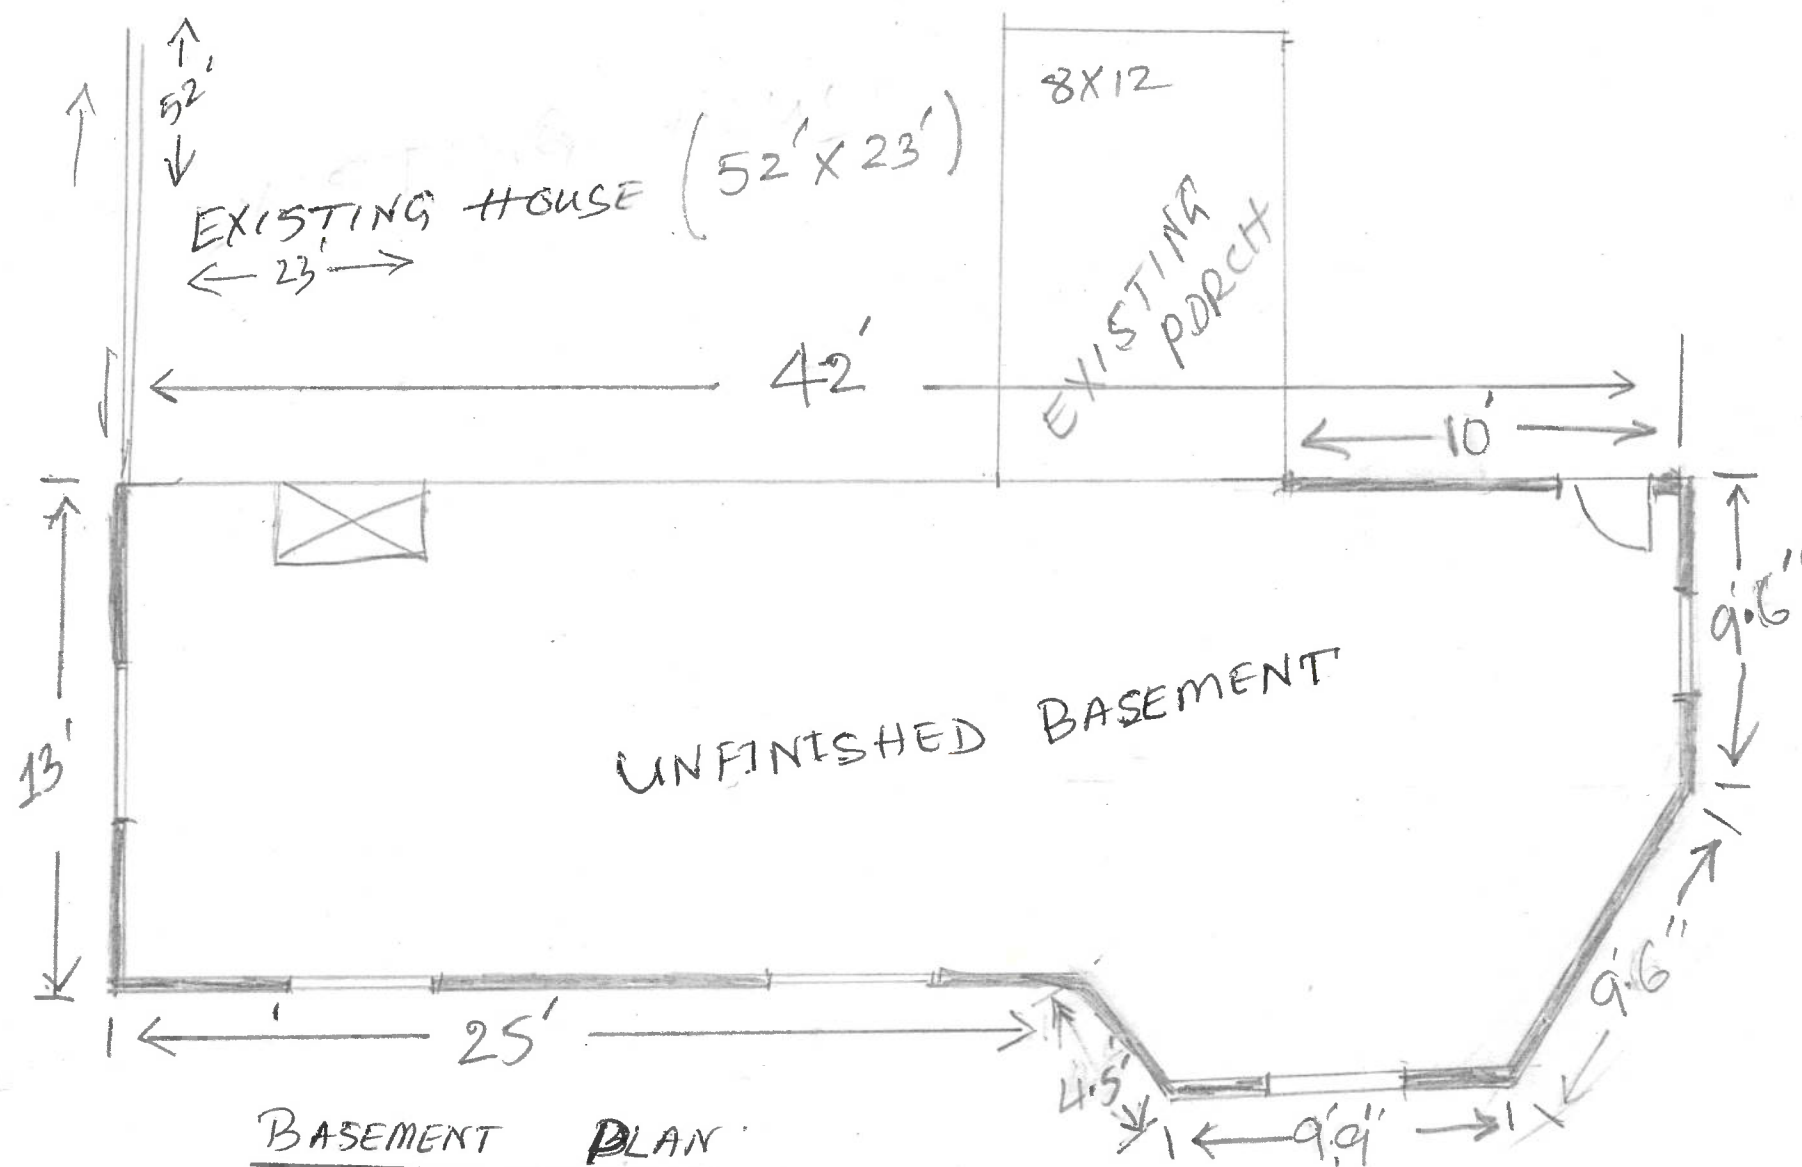 52'
8X12
EXISTING HOUSE (52' X 23')
23'
EXISTING
PORCH
42'
10'
9'.6"
13'
UNFINISHED BASEMENT
9'.6"
25'
4.5'
9'.9"
BASEMENT PLAN